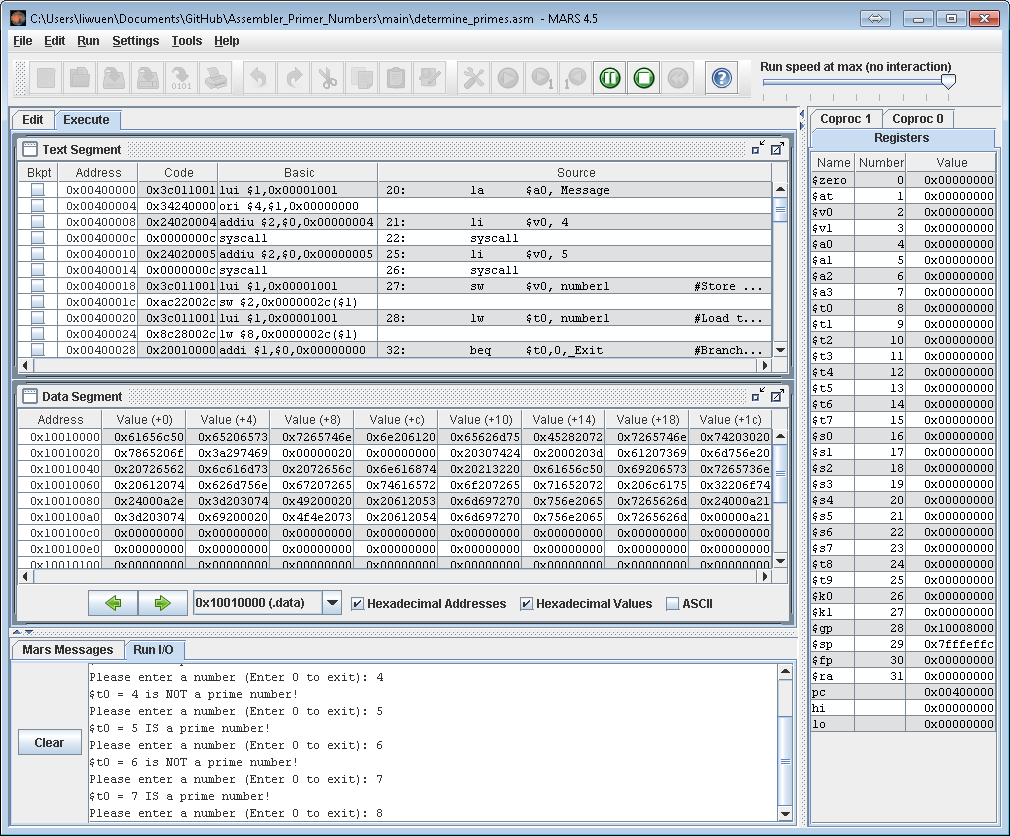 C:\Users\liwuen\Documents\GitHub\Assembler_Primer_Numbers\main\determine_primes.asm - MARS 4.5
File Edit Run Settings Tools Help
Run speed at max (no interaction)
Edit Execute
Text Segment
Bkpt Address Code Basic Source
0x00400000 0x3c011001 lui $1,0x00001001 20: la $a0, Message
0x00400004 0x34240000 ori $4,$1,0x00000000
0x00400008 0x24020004 addiu $2,$0,0x00000004 21: li $v0, 4
0x0040000c 0x0000000c syscall 22: syscall
0x00400010 0x24020005 addiu $2,$0,0x00000005 25: li $v0, 5
0x00400014 0x0000000c syscall 26: syscall
0x00400018 0x3c011001 lui $1,0x00001001 27: sw $v0, number1 #Store ...
0x0040001c 0xac22002c sw $2,0x0000002c($1)
0x00400020 0x3c011001 lui $1,0x00001001 28: lw $t0, number1 #Load t...
0x00400024 0x8c28002c lw $8,0x0000002c($1)
0x00400028 0x20010000 addi $1,$0,0x00000000 32: beq $t0,0,_Exit #Branch...
Data Segment
Address Value (+0) Value (+4) Value (+8) Value (+c) Value (+10) Value (+14) Value (+18) Value (+1c)
0x10010000 0x61656c50 0x65206573 0x7265746e 0x6e206120 0x65626d75 0x45282072 0x7265746e 0x74203020
0x10010020 0x7865206f 0x3a297469 0x00000020 0x00000000 0x20307424 0x2000203d 0x61207369 0x6d756e20
0x10010040 0x20726562 0x6c616d73 0x2072656c 0x6e616874 0x20213220 0x61656c50 0x69206573 0x7265736e
0x10010060 0x20612074 0x626d756e 0x67207265 0x74616572 0x6f207265 0x71652072 0x206c6175 0x32206f74
0x10010080 0x24000a2e 0x3d203074 0x49200020 0x20612053 0x6d697270 0x756e2065 0x7265626d 0x24000a21
0x100100a0 0x3d203074 0x69200020 0x4f4e2073 0x20612054 0x6d697270 0x756e2065 0x7265626d 0x00000a21
0x100100c0 0x00000000 0x00000000 0x00000000 0x00000000 0x00000000 0x00000000 0x00000000 0x00000000
0x100100e0 0x00000000 0x00000000 0x00000000 0x00000000 0x00000000 0x00000000 0x00000000 0x00000000
0x10010100 0x00000000 0x00000000 0x00000000 0x00000000 0x00000000 0x00000000 0x00000000 0x00000000
0x10010000 (.data) Hexadecimal Addresses Hexadecimal Values ASCII
Mars Messages Run I/O
Please enter a number (Enter 0 to exit): 4
$t0 = 4 is NOT a prime number!
Please enter a number (Enter 0 to exit): 5
$t0 = 5 IS a prime number!
Please enter a number (Enter 0 to exit): 6
$t0 = 6 is NOT a prime number!
Please enter a number (Enter 0 to exit): 7
$t0 = 7 IS a prime number!
Please enter a number (Enter 0 to exit): 8
Clear
Coproc 1 Coproc 0
Registers
Name Number Value
$zero 0 0x00000000
$at 1 0x00000000
$v0 2 0x00000000
$v1 3 0x00000000
$a0 4 0x00000000
$a1 5 0x00000000
$a2 6 0x00000000
$a3 7 0x00000000
$t0 8 0x00000000
$t1 9 0x00000000
$t2 10 0x00000000
$t3 11 0x00000000
$t4 12 0x00000000
$t5 13 0x00000000
$t6 14 0x00000000
$t7 15 0x00000000
$s0 16 0x00000000
$s1 17 0x00000000
$s2 18 0x00000000
$s3 19 0x00000000
$s4 20 0x00000000
$s5 21 0x00000000
$s6 22 0x00000000
$s7 23 0x00000000
$t8 24 0x00000000
$t9 25 0x00000000
$k0 26 0x00000000
$k1 27 0x00000000
$gp 28 0x10008000
$sp 29 0x7fffeffc
$fp 30 0x00000000
$ra 31 0x00000000
pc 0x00400000
hi 0x00000000
lo 0x00000000